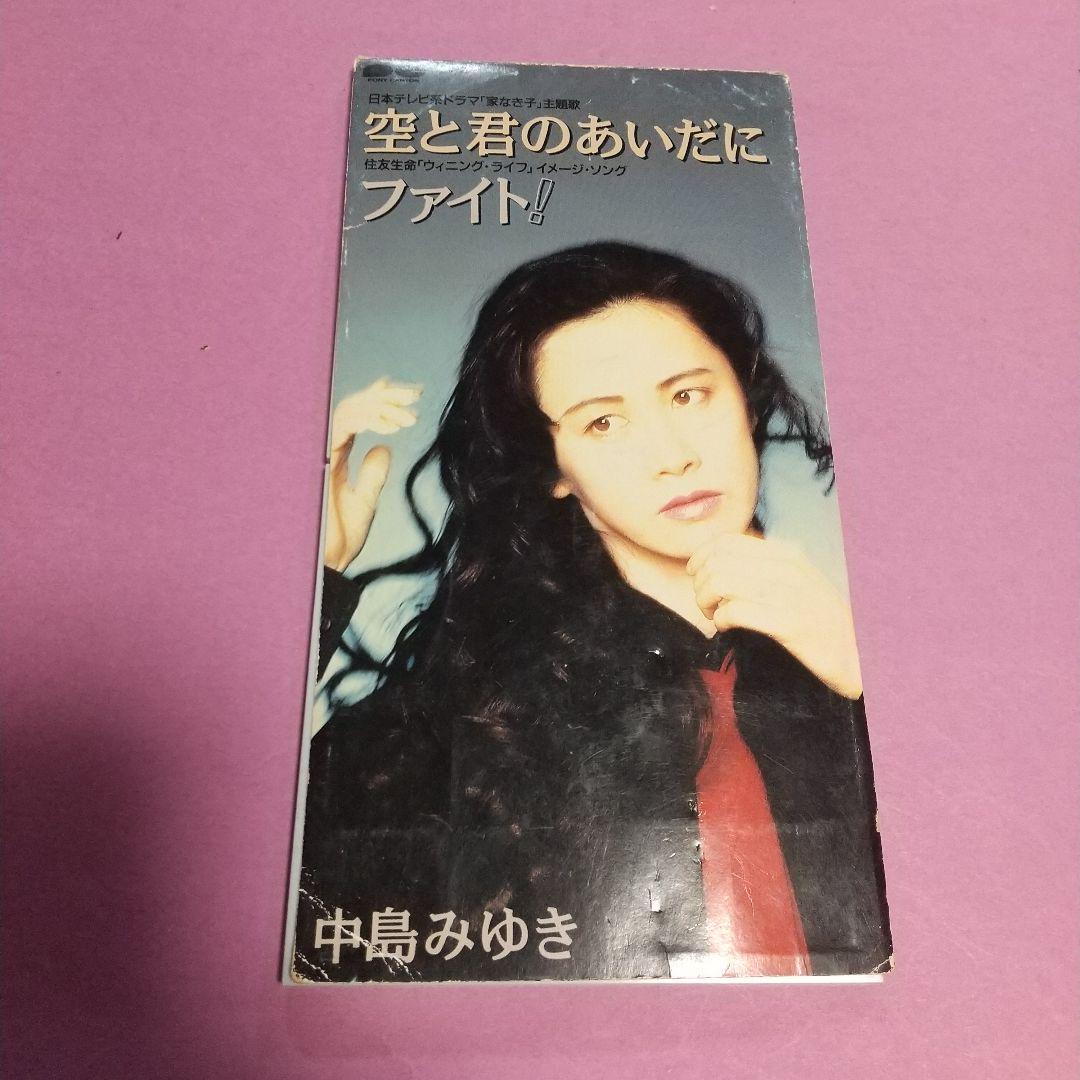 PONY CANYON
日本テレビ系ドラマ「家なき子」主題歌
空と君のあいだに
住友生命「ウィニング・ライフ」イメージ・ソング
ファイト!
中島みゆき